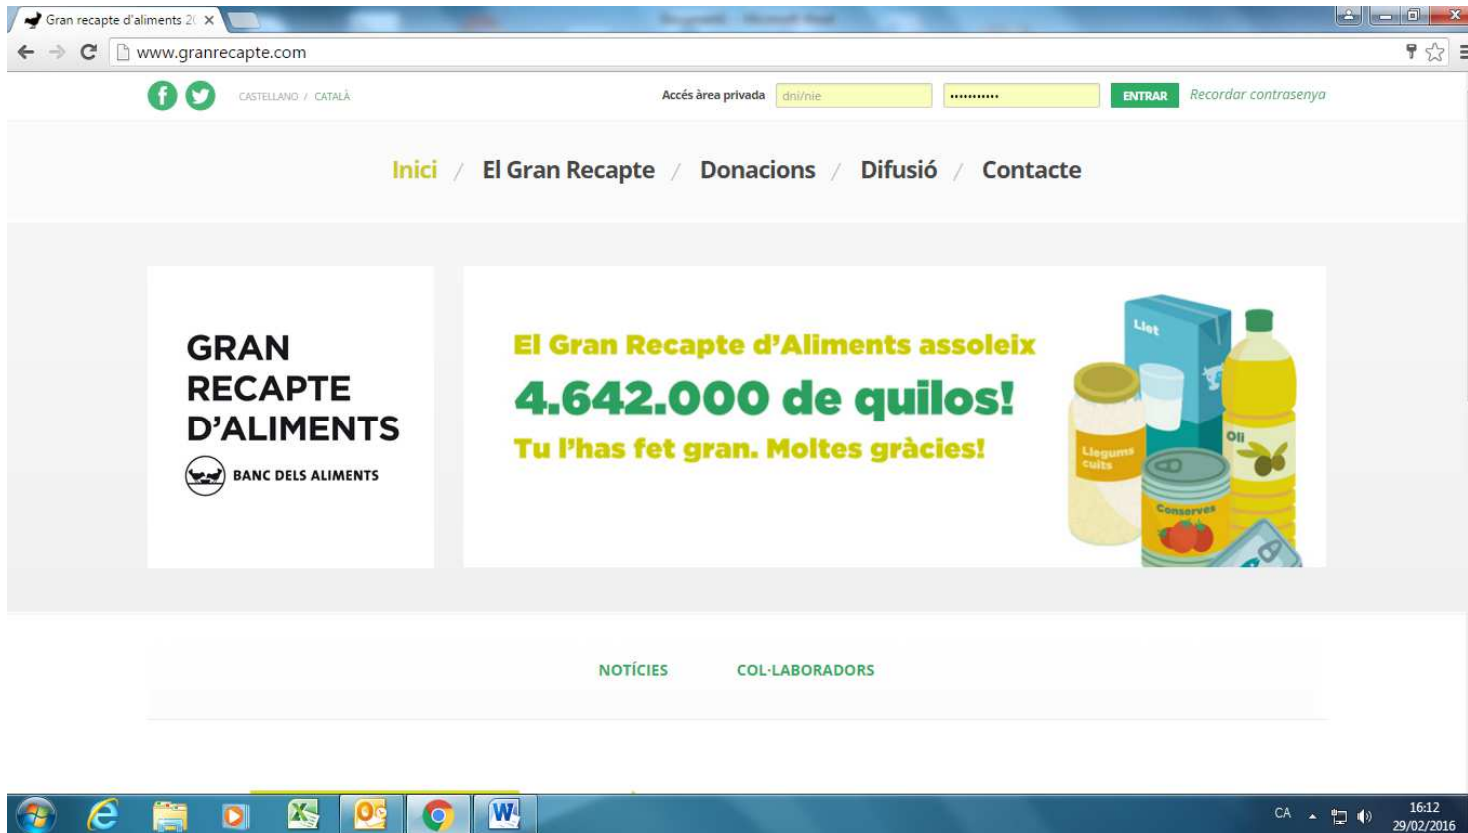 Gran recapte d'aliments 2
www.granrecapte.com
CASTELLANO / CATALÀ
Accés àrea privada dni/nie ENTRAR Recordar contrasenya
Inici / El Gran Recapte / Donacions / Difusió / Contacte
GRAN
RECAPTE
D'ALIMENTS
BANC DELS ALIMENTS
El Gran Recapte d'Aliments assoleix
4.642.000 de quilos!
Tu l'has fet gran. Moltes gràcies!
Llet
Oli
Llegums
cuits
Conserves
NOTÍCIES COL·LABORADORS
CA
16:12
29/02/2016